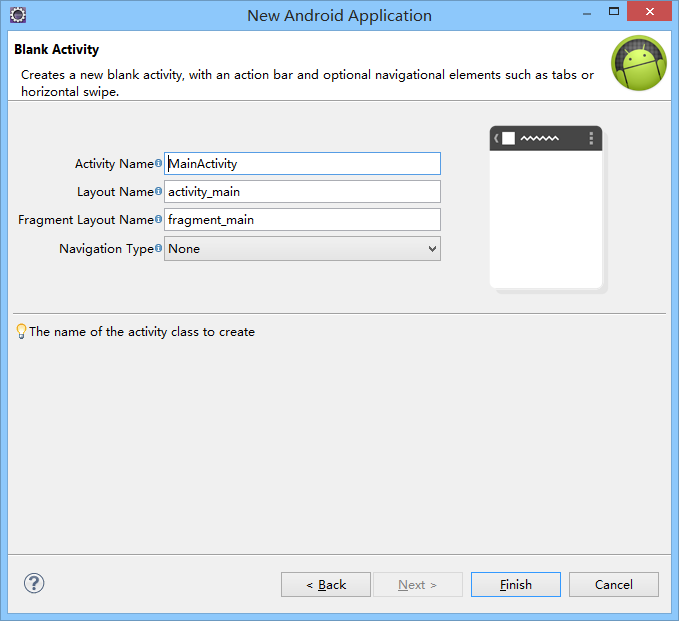 New Android Application
Blank Activity
Creates a new blank activity, with an action bar and optional navigational elements such as tabs or
horizontal swipe.
Activity Name
MainActivity
Layout Name
activity_main
Fragment Layout Name
fragment_main
Navigation Type
None
The name of the activity class to create
< Back
Next >
Finish
Cancel